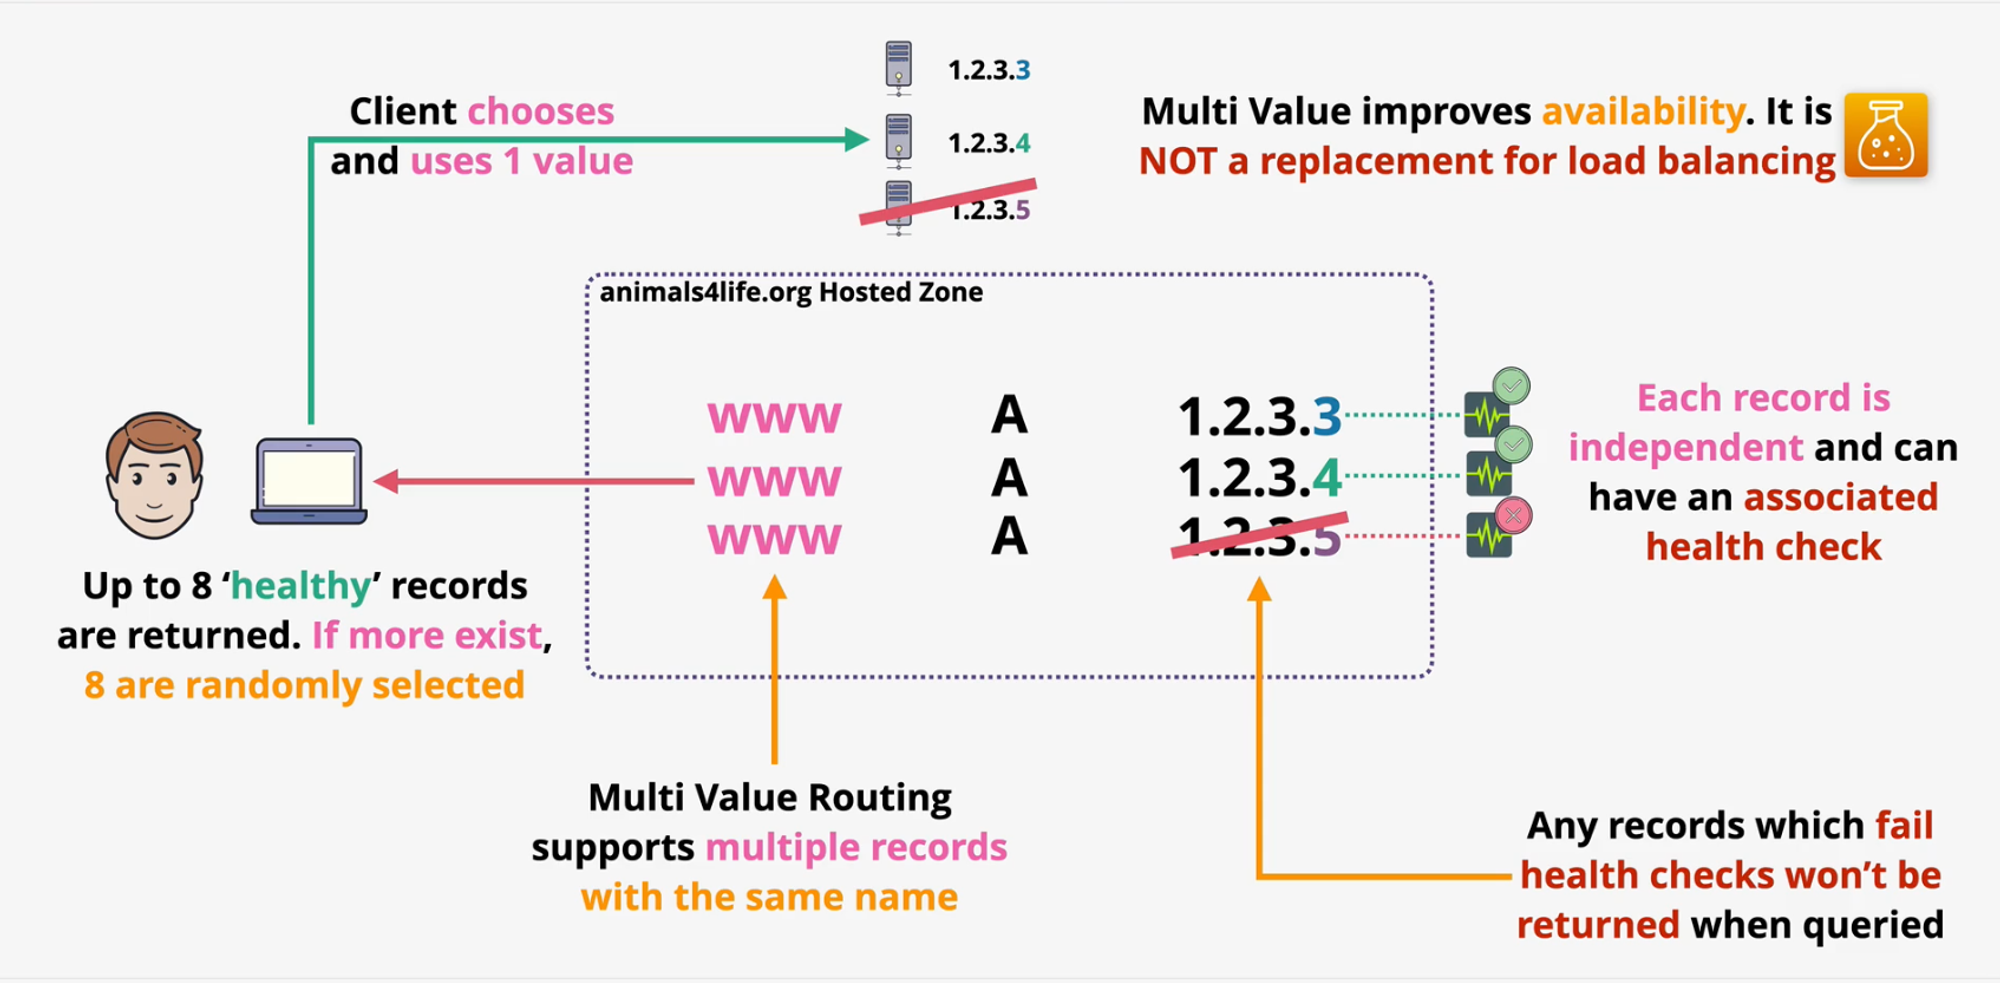 Client chooses
and uses 1 value
1.2.3.3
1.2.3.4
1.2.3.5
Multi Value improves availability. It is
NOT a replacement for load balancing
animals4life.org Hosted Zone
www A 1.2.3.3
www A 1.2.3.4
www A 1.2.3.5
Each record is
independent and can
have an associated
health check
Up to 8 ‘healthy’ records
are returned. If more exist,
8 are randomly selected
Multi Value Routing
supports multiple records
with the same name
Any records which fail
health checks won’t be
returned when queried